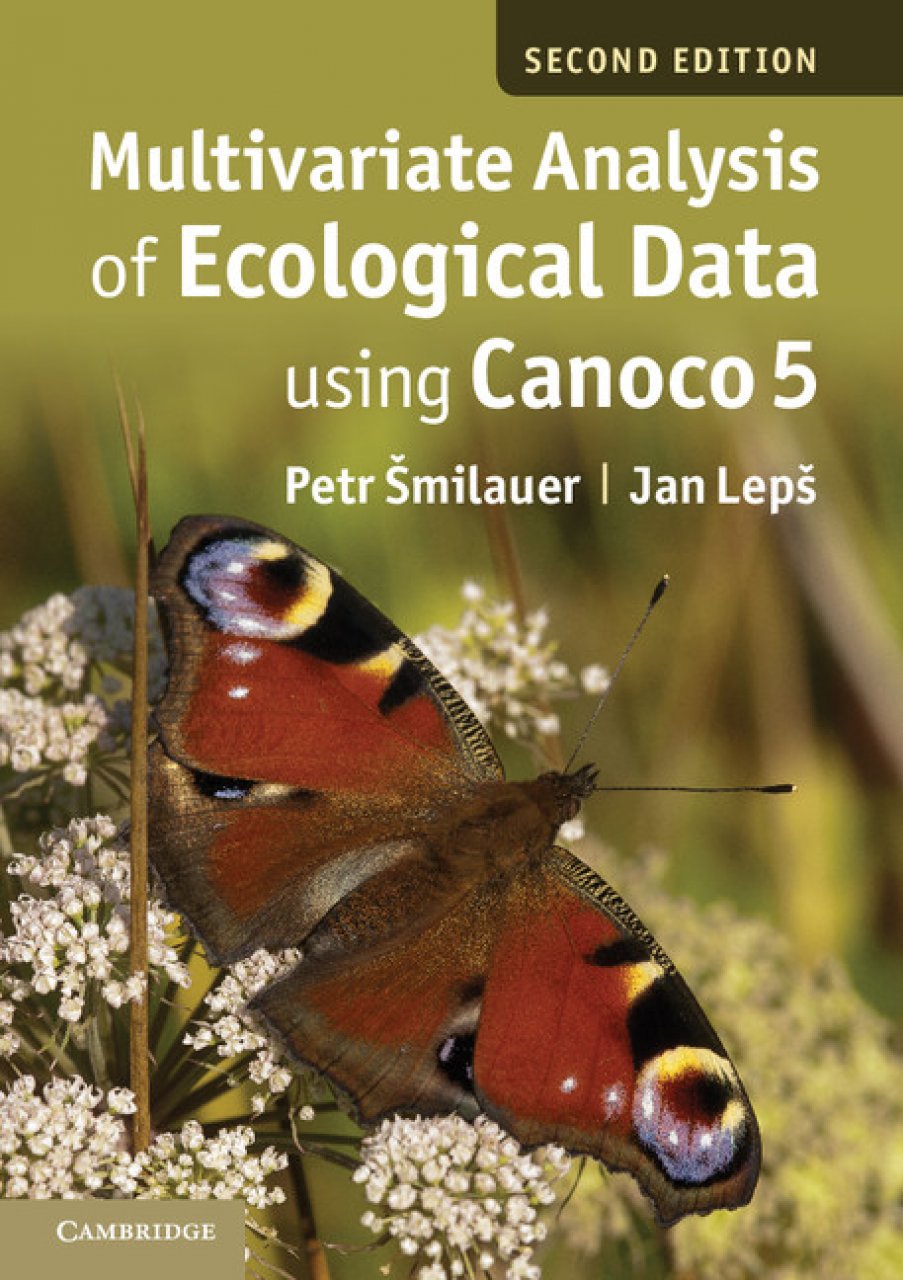 SECOND EDITION
Multivariate Analysis
of Ecological Data
using Canoco 5
Petr Šmilauer | Jan Lepš
CAMBRIDGE